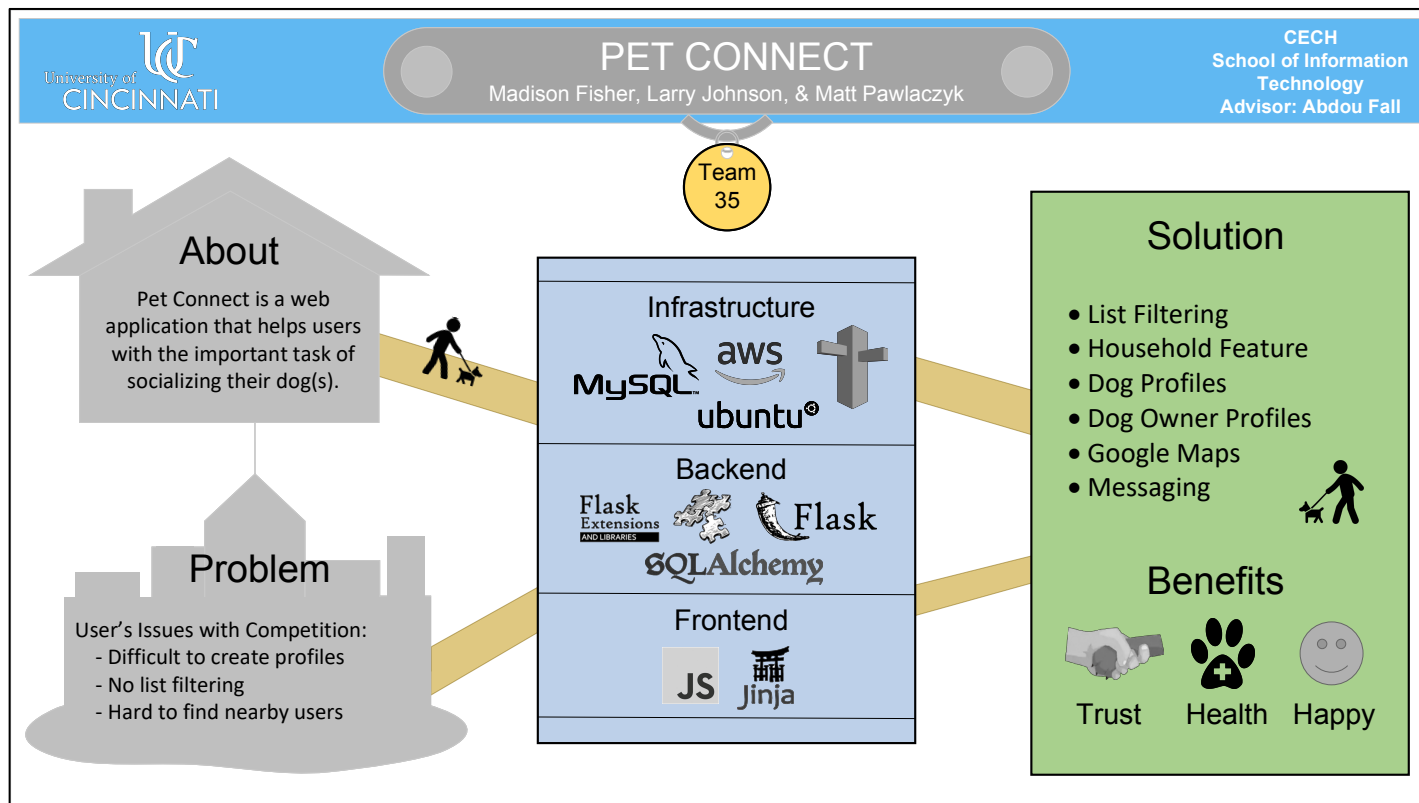 University of
CINCINNATI
UC
PET CONNECT
Madison Fisher, Larry Johnson, & Matt Pawlaczyk
CECH
School of Information
Technology
Advisor: Abdou Fall
Team
35
About
Pet Connect is a web
application that helps users
with the important task of
socializing their dog(s).
Problem
User's Issues with Competition:
- Difficult to create profiles
- No list filtering
- Hard to find nearby users
Infrastructure
MySQL™
aws
ubuntu
Backend
Flask
Extensions
AND LIBRARIES
Flask
SQLAlchemy
Frontend
JS
Jinja
Solution
• List Filtering
• Household Feature
• Dog Profiles
• Dog Owner Profiles
• Google Maps
• Messaging
Benefits
Trust
Health
Happy